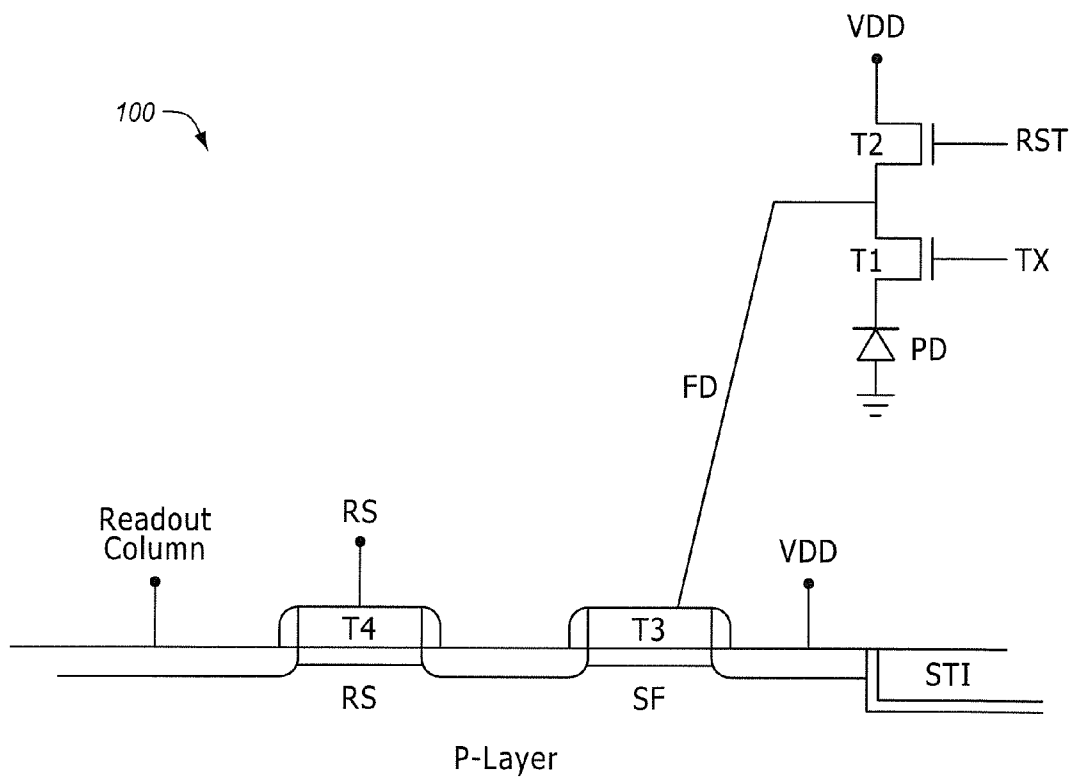 VDD
100
T2
RST
T1
TX
PD
FD
Readout
Column
RS
VDD
T4
T3
STI
RS
SF
P-Layer